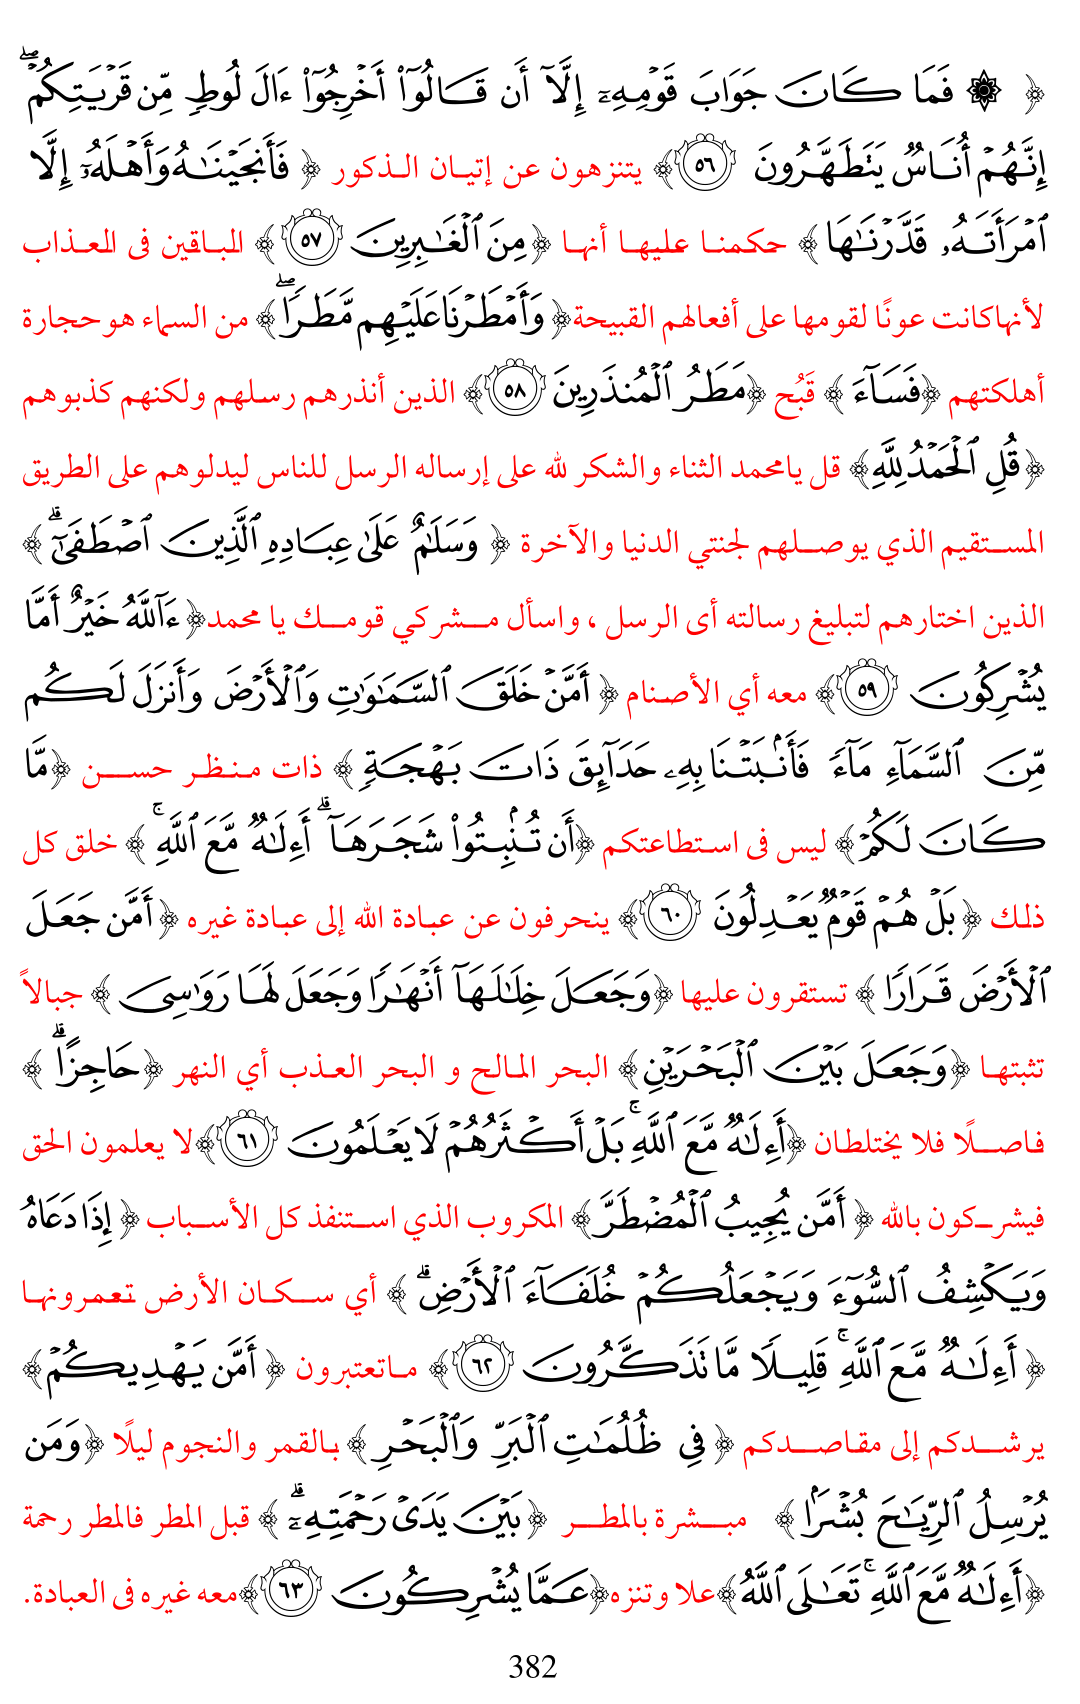 ﴿ ۞ فَمَا كَانَ جَوَابَ قَوْمِهِۦٓ إِلَّآ أَن قَالُوٓا۟ أَخْرِجُوٓا۟ ءَالَ لُوطٍ مِّن قَرْيَتِكُمْ ۖ
إِنَّهُمْ أُنَاسٌ يَتَطَهَّرُونَ ٥٦ ﴾ يتنزهون عن إتيان الذكور ﴿ فَأَنجَيْنَـٰهُ وَأَهْلَهُۥٓ إِلَّا
ٱمْرَأَتَهُۥ قَدَّرْنَـٰهَا ﴾ حكمنا عليها أنها ﴿ مِنَ ٱلْغَـٰبِرِينَ ٥٧ ﴾ المباقين فى العذاب
لأنها كانت عونًا لقومها على أفعالهم القبيحة ﴿ وَأَمْطَرْنَا عَلَيْهِم مَّطَرًا ۖ ﴾ من السماء هو حجارة
أهلكتهم ﴿ فَسَآءَ ﴾ قَبُح ﴿ مَطَرُ ٱلْمُنذَرِينَ ٥٨ ﴾ الذين أنذرهم رسلهم ولكنهم كذبوهم
﴿ قُلِ ٱلْحَمْدُ لِلَّهِ ﴾ قل يا محمد الثناء والشكر لله على إرساله الرسل للناس ليدلوهم على الطريق
المستقيم الذي يوصلهم لجنتي الدنيا والآخرة ﴿ وَسَلَـٰمٌ عَلَىٰ عِبَادِهِ ٱلَّذِينَ ٱصْطَفَىٰٓ ۗ ﴾
الذين اختارهم لتبليغ رسالته أى الرسل ، واسأل مشركي قومك يا محمد ﴿ ءَآللَّهُ خَيْرٌ أَمَّا
يُشْرِكُونَ ٥٩ ﴾ معه أي الأصنام ﴿ أَمَّنْ خَلَقَ ٱلسَّمَـٰوَٰتِ وَٱلْأَرْضَ وَأَنزَلَ لَكُم
مِّنَ ٱلسَّمَآءِ مَآءً فَأَنۢبَتْنَا بِهِۦ حَدَآئِقَ ذَاتَ بَهْجَةٍ ﴾ ذات منظر حسن ﴿ مَّا
كَانَ لَكُمْ ﴾ ليس فى استطاعتكم ﴿ أَن تُنۢبِتُوا۟ شَجَرَهَآ ۗ أَءِلَـٰهٌ مَّعَ ٱللَّهِ ۚ ﴾ خلق كل
ذلك ﴿ بَلْ هُمْ قَوْمٌ يَعْدِلُونَ ٦٠ ﴾ ينحرفون عن عبادة الله إلى عبادة غيره ﴿ أَمَّن جَعَلَ
ٱلْأَرْضَ قَرَارًا ﴾ تستقرون عليها ﴿ وَجَعَلَ خِلَـٰلَهَآ أَنْهَـٰرًا وَجَعَلَ لَهَا رَوَٰسِىَ ﴾ جبالاً
تثبتها ﴿ وَجَعَلَ بَيْنَ ٱلْبَحْرَيْنِ ﴾ البحر المالح و البحر العذب أي النهر ﴿ حَاجِزًا ۗ ﴾
فاصلًا فلا يختلطان ﴿ أَءِلَـٰهٌ مَّعَ ٱللَّهِ ۚ بَلْ أَكْثَرُهُمْ لَا يَعْلَمُونَ ٦١ ﴾ لا يعلمون الحق
فيشركون بالله ﴿ أَمَّن يُجِيبُ ٱلْمُضْطَرَّ ﴾ المكروب الذي استنفذ كل الأسباب ﴿ إِذَا دَعَاهُ
وَيَكْشِفُ ٱلسُّوٓءَ وَيَجْعَلُكُمْ خُلَفَآءَ ٱلْأَرْضِ ۗ ﴾ أي سكان الأرض تعمرونها
﴿ أَءِلَـٰهٌ مَّعَ ٱللَّهِ ۚ قَلِيلًا مَّا تَذَكَّرُونَ ٦٢ ﴾ ماتعتبرون ﴿ أَمَّن يَهْدِيكُمْ ﴾
يرشدكم إلى مقاصدكم ﴿ فِى ظُلُمَـٰتِ ٱلْبَرِّ وَٱلْبَحْرِ ﴾ بالقمر والنجوم ليلًا ﴿ وَمَن
يُرْسِلُ ٱلرِّيَـٰحَ بُشْرًۢا ﴾ مبشرة بالمطر ﴿ بَيْنَ يَدَىْ رَحْمَتِهِۦٓ ۗ ﴾ قبل المطر فالمطر رحمة
﴿ أَءِلَـٰهٌ مَّعَ ٱللَّهِ ۚ تَعَـٰلَى ٱللَّهُ ﴾ علا وتنزه ﴿ عَمَّا يُشْرِكُونَ ٦٣ ﴾ معه غيره فى العبادة.
382